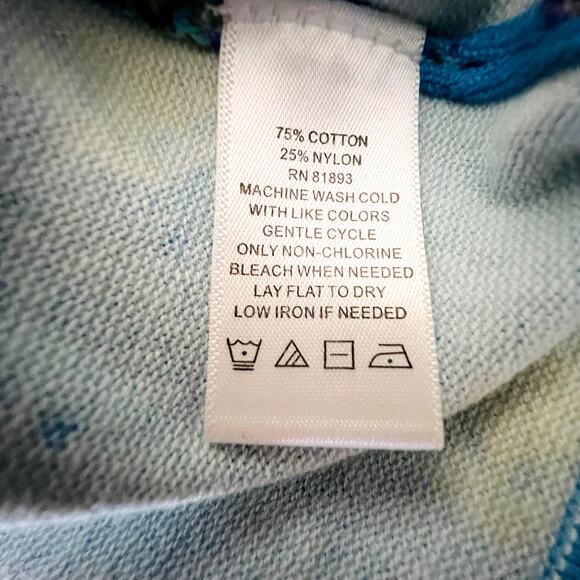 75% COTTON
25% NYLON
RN 81893
MACHINE WASH COLD
WITH LIKE COLORS
GENTLE CYCLE
ONLY NON-CHLORINE
BLEACH WHEN NEEDED
LAY FLAT TO DRY
LOW IRON IF NEEDED